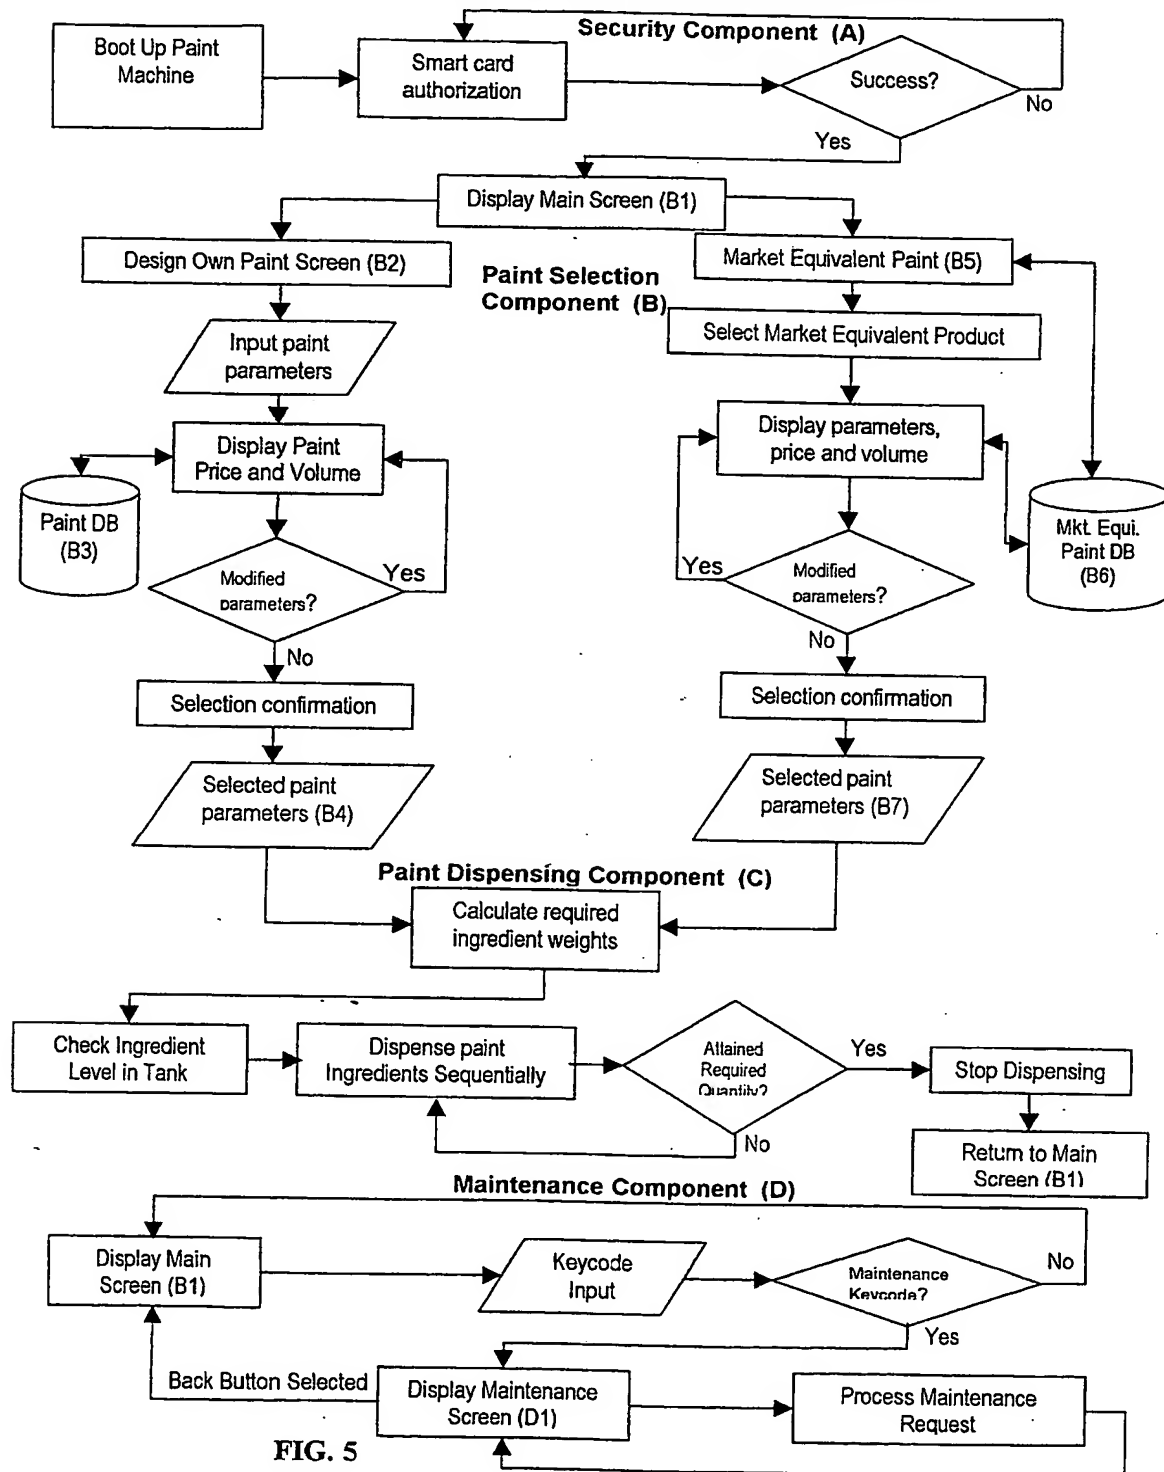 Security Component (A)
Boot Up Paint
Machine
Smart card
authorization
Success?
No
Yes
Display Main Screen (B1)
Design Own Paint Screen (B2)
Market Equivalent Paint (B5)
Paint Selection
Component (B)
Input paint
parameters
Select Market Equivalent Product
Display Paint
Price and Volume
Display parameters,
price and volume
Paint DB
(B3)
Mkt. Equi.
Paint DB
(B6)
Modified
parameters?
Yes
No
Yes
Modified
parameters?
No
Selection confirmation
Selection confirmation
Selected paint
parameters (B4)
Selected paint
parameters (B7)
Paint Dispensing Component (C)
Calculate required
ingredient weights
Check Ingredient
Level in Tank
Dispense paint
Ingredients Sequentially
Attained
Required
Quantity?
Yes
No
Stop Dispensing
Return to Main
Screen (B1)
Maintenance Component (D)
Display Main
Screen (B1)
Keycode
Input
Maintenance
Keycode?
No
Yes
Back Button Selected
Display Maintenance
Screen (D1)
Process Maintenance
Request
FIG. 5